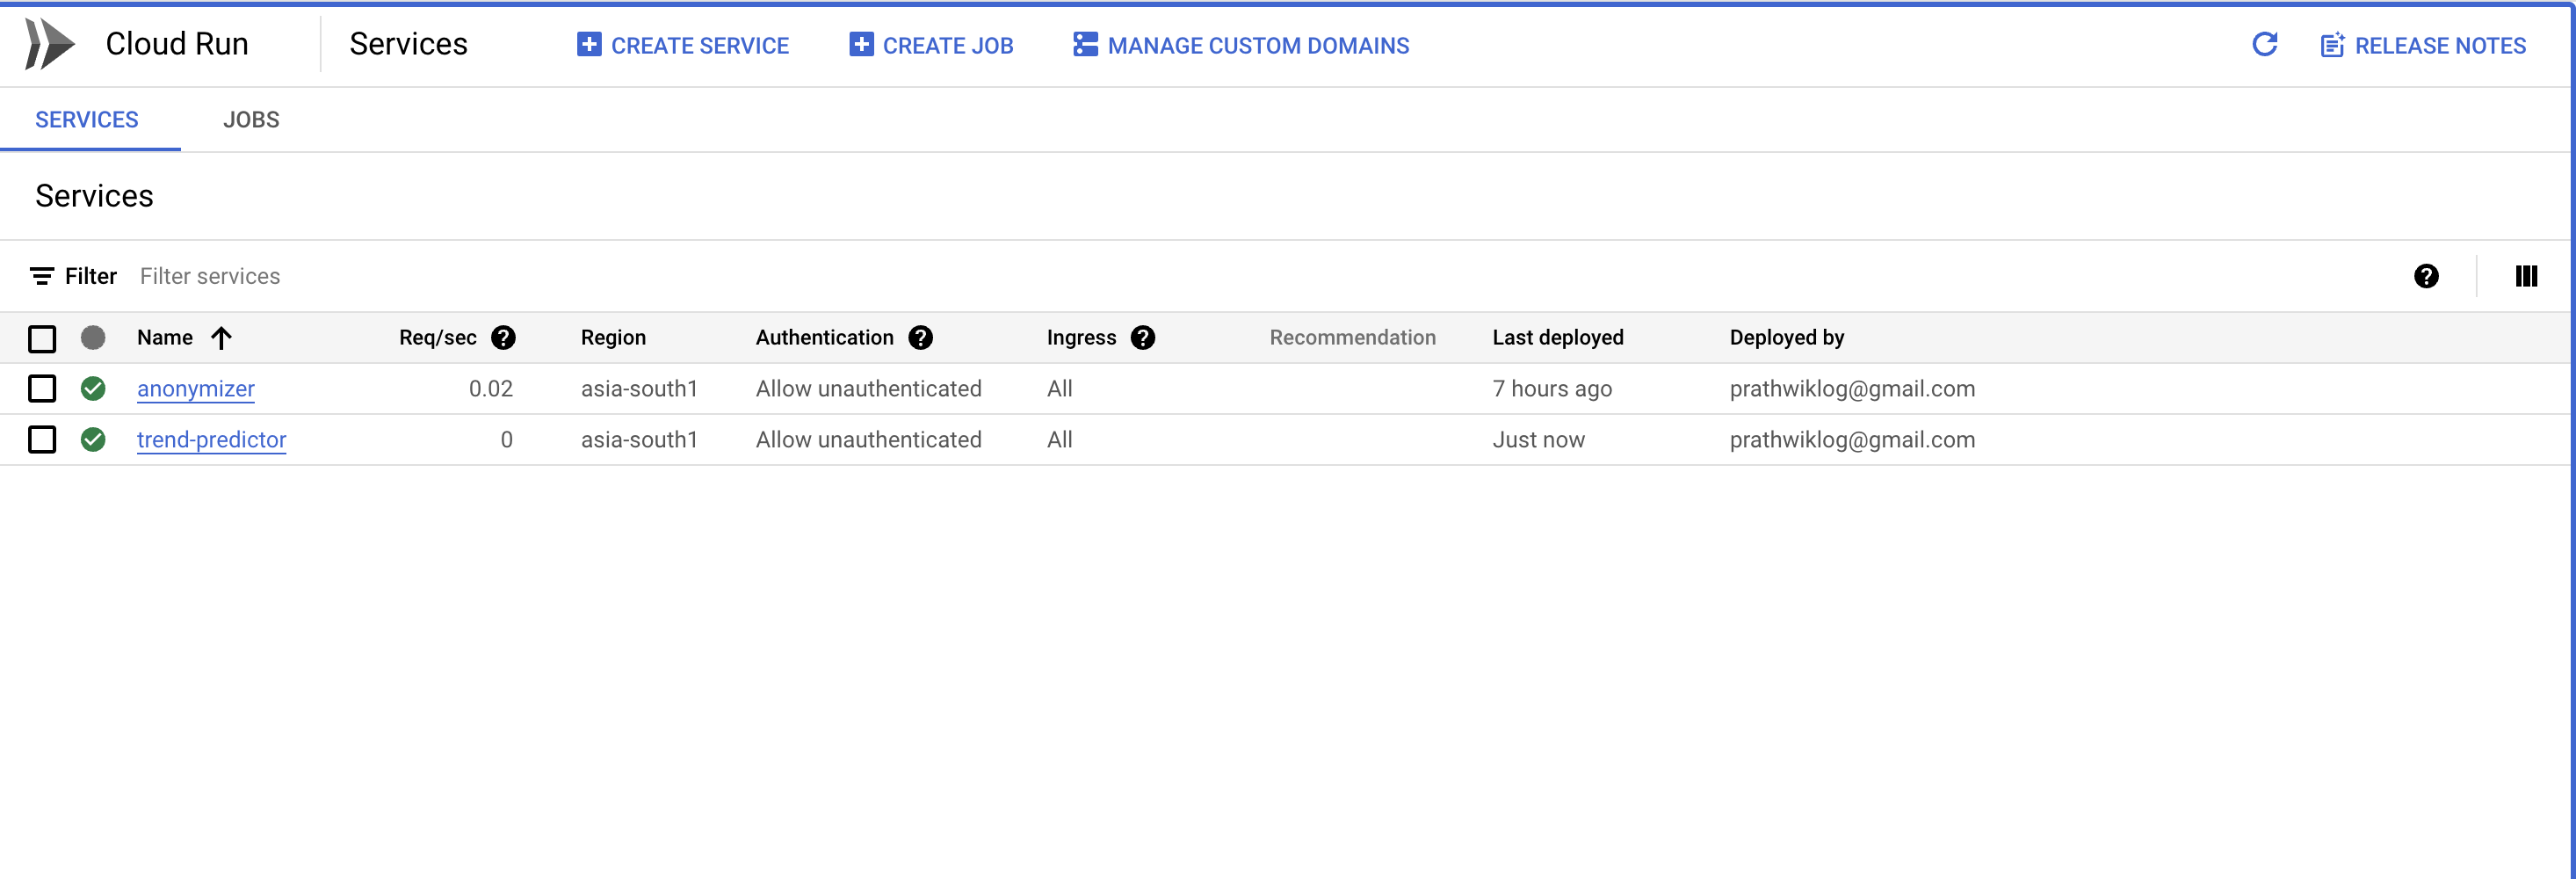 Cloud Run Services CREATE SERVICE CREATE JOB MANAGE CUSTOM DOMAINS RELEASE NOTES
SERVICES JOBS
Services
Filter Filter services
Name Req/sec Region Authentication Ingress Recommendation Last deployed Deployed by
anonymizer 0.02 asia-south1 Allow unauthenticated All 7 hours ago prathwiklog@gmail.com
trend-predictor 0 asia-south1 Allow unauthenticated All Just now prathwiklog@gmail.com